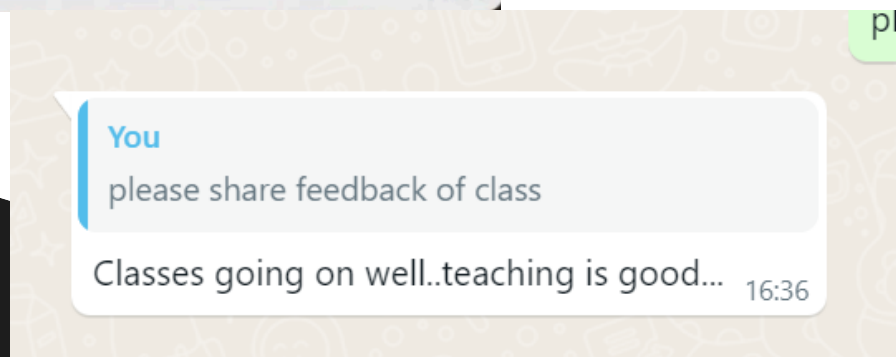 You
please share feedback of class
Classes going on well..teaching is good...
16:36